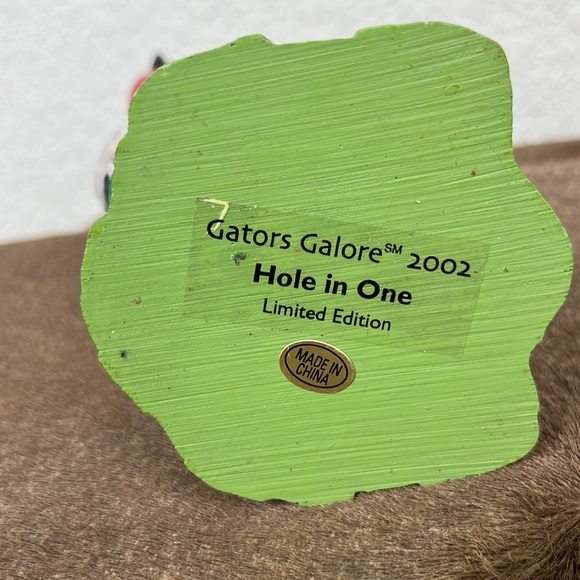 Gators Galore℠ 2002
Hole in One
Limited Edition
MADE IN
CHINA